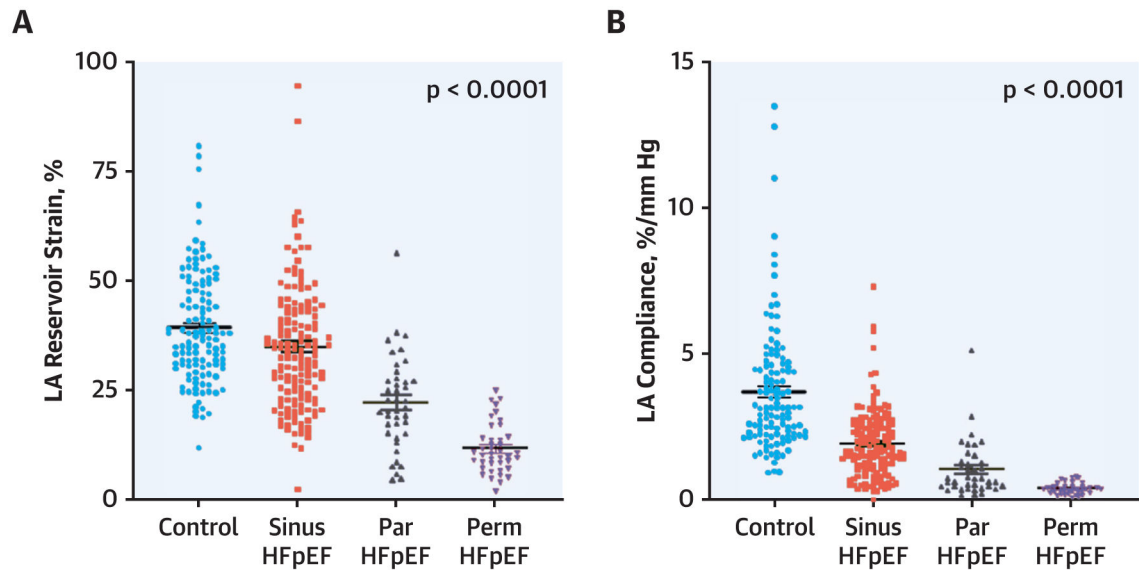 A
LA Reservoir Strain, %
100
75
50
25
0
p < 0.0001
Control
Sinus
HFpEF
Par
HFpEF
Perm
HFpEF
B
LA Compliance, %/mm Hg
15
10
5
0
p < 0.0001
Control
Sinus
HFpEF
Par
HFpEF
Perm
HFpEF